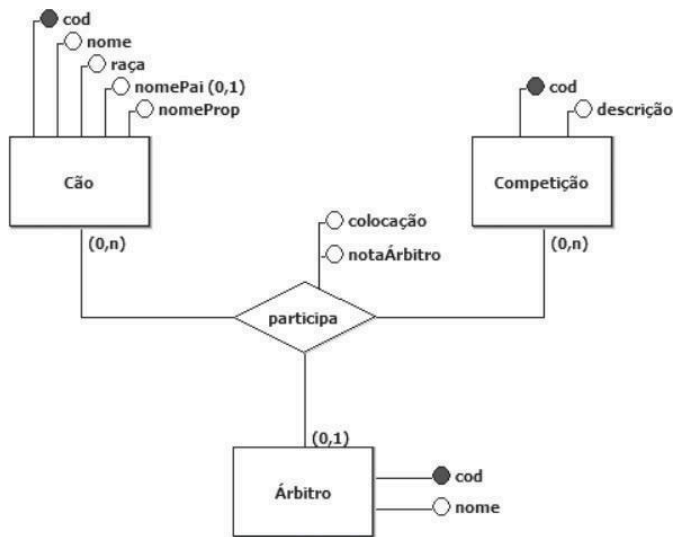 cod
nome
raça
nomePai (0,1)
nomeProp
Cão
(0,n)
cod
descrição
Competição
(0,n)
colocação
notaÁrbitro
participa
(0,1)
Árbitro
cod
nome